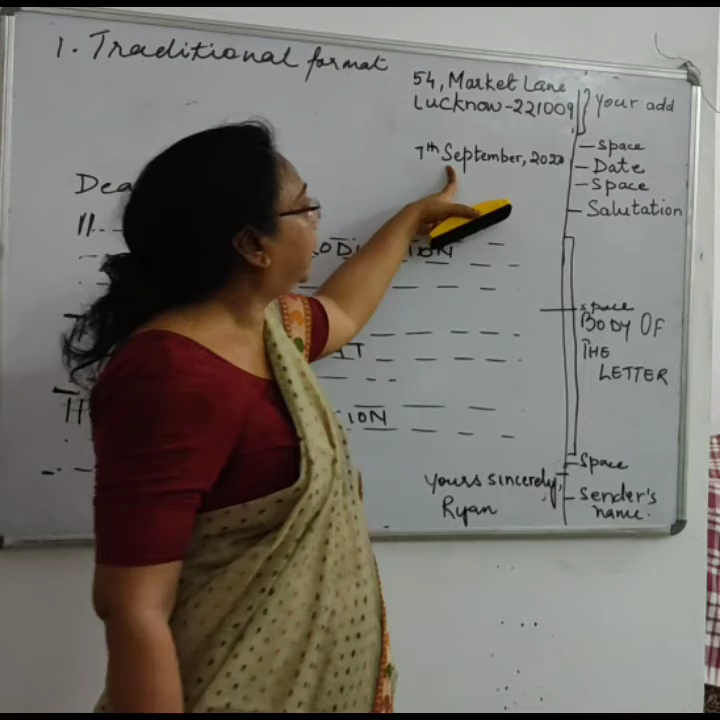 1. Traditional format
54, Market Lane
Lucknow-221009
Your add
space
7th September, 2020
Date
Space
Salutation
II
space
BODY OF
THE
LETTER
Space
Yours sincerely,
Ryan
Sender's
name.